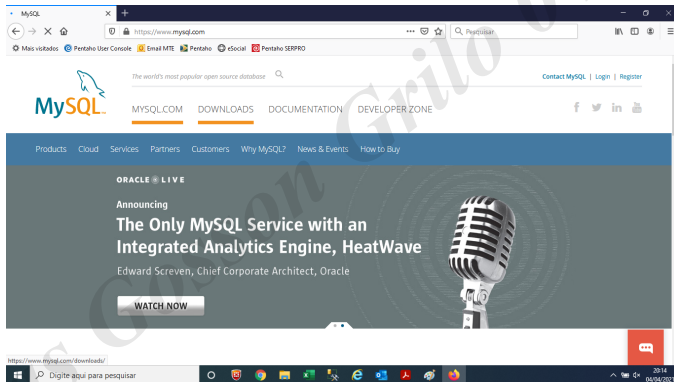 MySQL
https://www.mysql.com
Pesquisar
Mais visitados Pentaho User Console Email MTE Pentaho eSocial Pentaho SERPRO
The world's most popular open source database
Contact MySQL | Login | Register
MySQL
MYSQL.COM DOWNLOADS DOCUMENTATION DEVELOPER ZONE
Products Cloud Services Partners Customers Why MySQL? News & Events How to Buy
ORACLE LIVE
Announcing
The Only MySQL Service with an
Integrated Analytics Engine, HeatWave
Edward Screven, Chief Corporate Architect, Oracle
WATCH NOW
https://www.mysql.com/downloads/
Digite aqui para pesquisar
20:14
04/04/2021